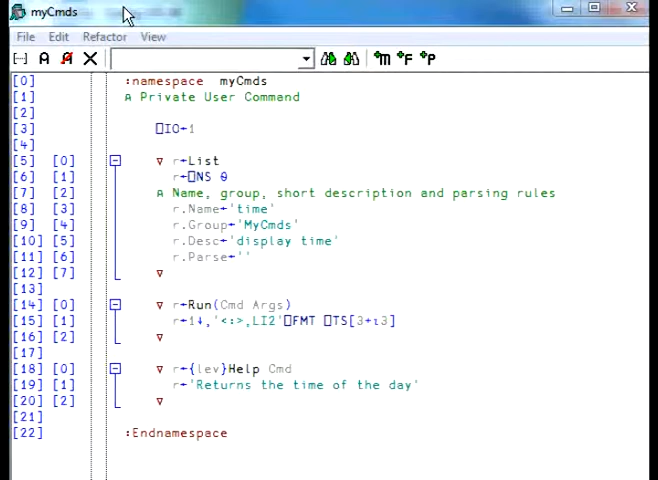 myCmds
File Edit Refactor View
[0] :namespace myCmds
[1] ⍝ Private User Command
[2]
[3] ⎕IO←1
[4]
[5] [0] ∇ r←List
[6] [1] r←⎕NS ⍬
[7] [2] ⍝ Name, group, short description and parsing rules
[8] [3] r.Name←'time'
[9] [4] r.Group←'MyCmds'
[10] [5] r.Desc←'display time'
[11] [6] r.Parse←''
[12] [7] ∇
[13]
[14] [0] ∇ r←Run(Cmd Args)
[15] [1] r←1↓,'<:>,LI2'⎕FMT ⎕TS[3+⍳3]
[16] [2] ∇
[17]
[18] [0] ∇ r←{lev}Help Cmd
[19] [1] r←'Returns the time of the day'
[20] [2] ∇
[21]
[22] :Endnamespace